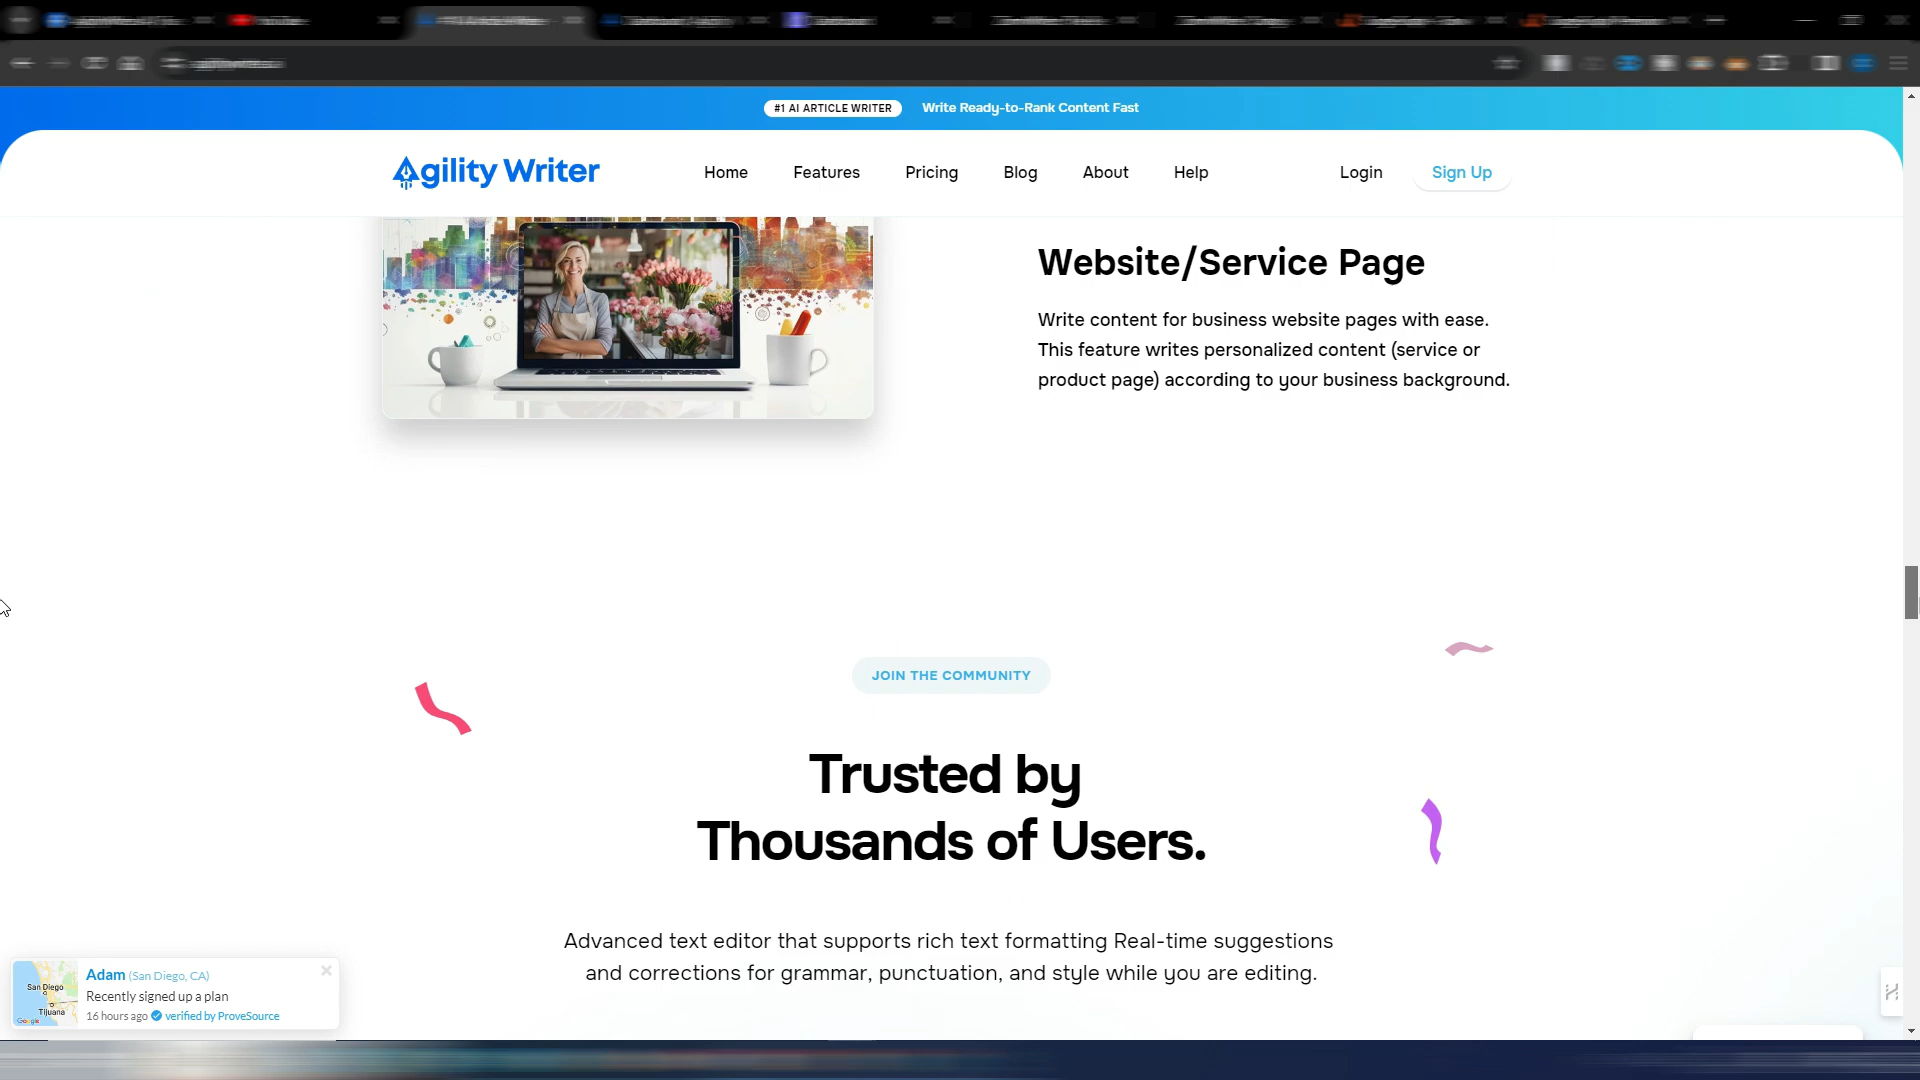 #1 AI ARTICLE WRITER Write Ready-to-Rank Content Fast
Agility Writer Home Features Pricing Blog About Help Login Sign Up
Website/Service Page
Write content for business website pages with ease.
This feature writes personalized content (service or
product page) according to your business background.
JOIN THE COMMUNITY
Trusted by
Thousands of Users.
Advanced text editor that supports rich text formatting Real-time suggestions
and corrections for grammar, punctuation, and style while you are editing.
Adam (San Diego, CA)
Recently signed up a plan
16 hours ago verified by ProveSource
San Diego
Tijuana
Google